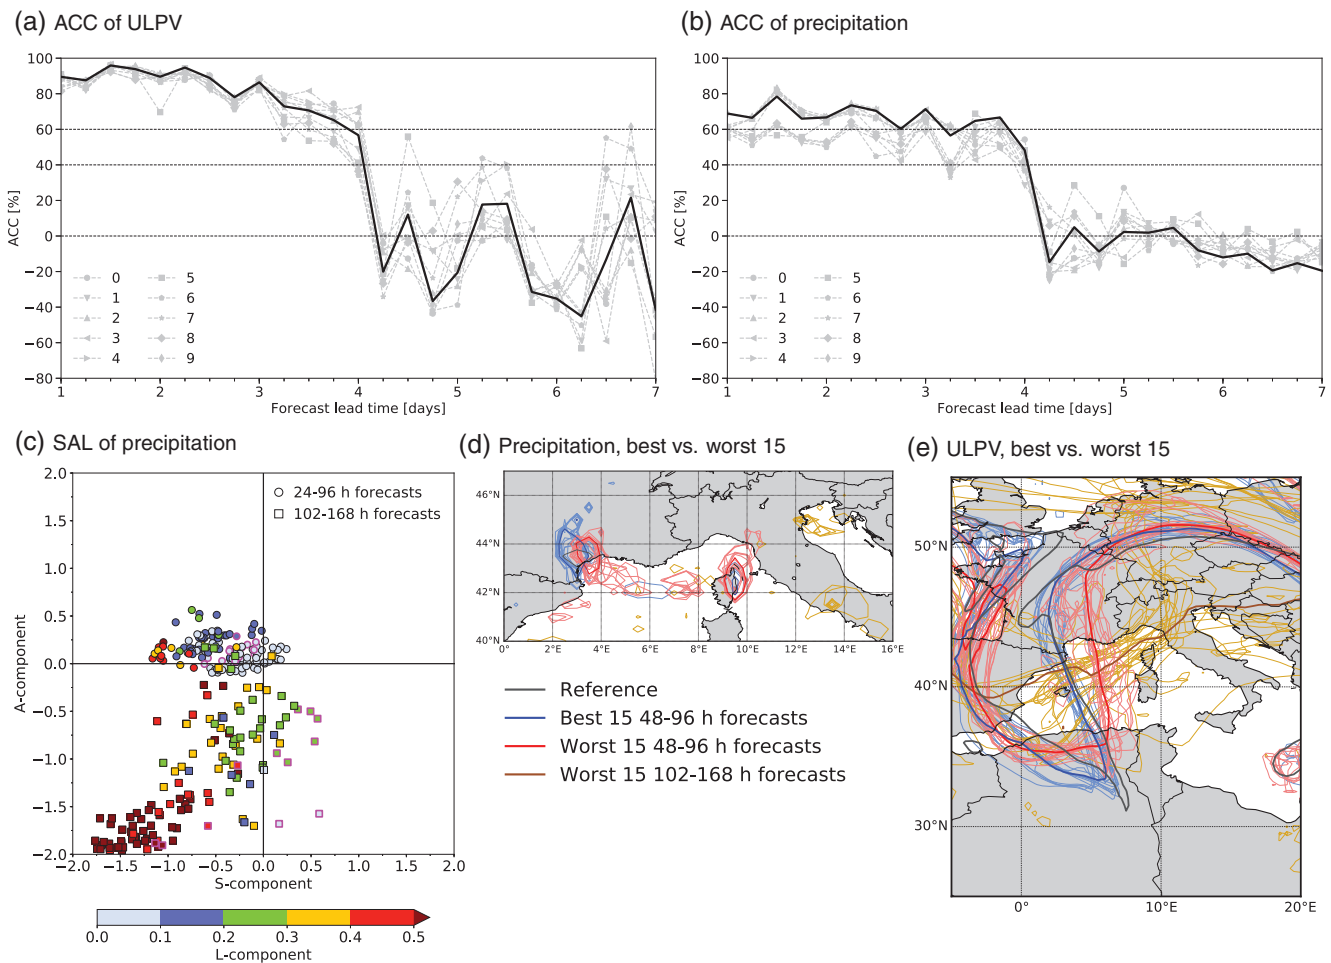 (a) ACC of ULPV
(b) ACC of precipitation
100
80
60
40
20
0
−20
−40
−60
−80
ACC [%]
0 5
1 6
2 7
3 8
4 9
1 2 3 4 5 6 7
Forecast lead time [days]
100
80
60
40
20
0
−20
−40
−60
−80
ACC [%]
0 5
1 6
2 7
3 8
4 9
1 2 3 4 5 6 7
Forecast lead time [days]
(c) SAL of precipitation
2.0
1.5
1.0
0.5
0.0
−0.5
−1.0
−1.5
−2.0
A-component
24-96 h forecasts
102-168 h forecasts
−2.0 −1.5 −1.0 −0.5 0.0 0.5 1.0 1.5 2.0
S-component
0.0 0.1 0.2 0.3 0.4 0.5
L-component
(d) Precipitation, best vs. worst 15
46°N
44°N
42°N
40°N
0° 2°E 4°E 6°E 8°E 10°E 12°E 14°E 16°E
Reference
Best 15 48-96 h forecasts
Worst 15 48-96 h forecasts
Worst 15 102-168 h forecasts
(e) ULPV, best vs. worst 15
50°N
40°N
30°N
0° 10°E 20°E